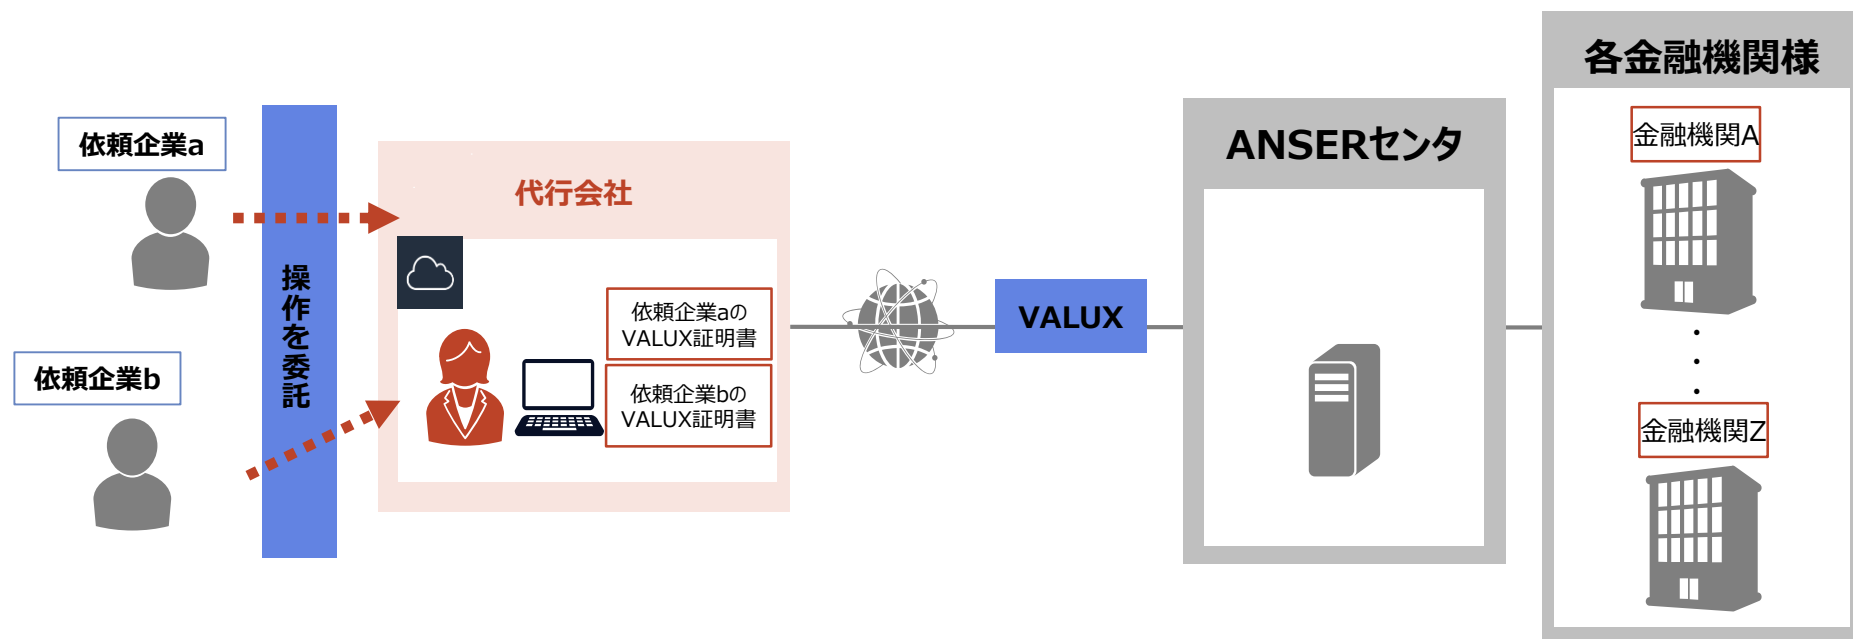 依頼企業a
依頼企業b
操作を委託
代行会社
依頼企業aの
VALUX証明書
依頼企業bの
VALUX証明書
VALUX
ANSERセンタ
各金融機関様
金融機関A
・
・
・
金融機関Z